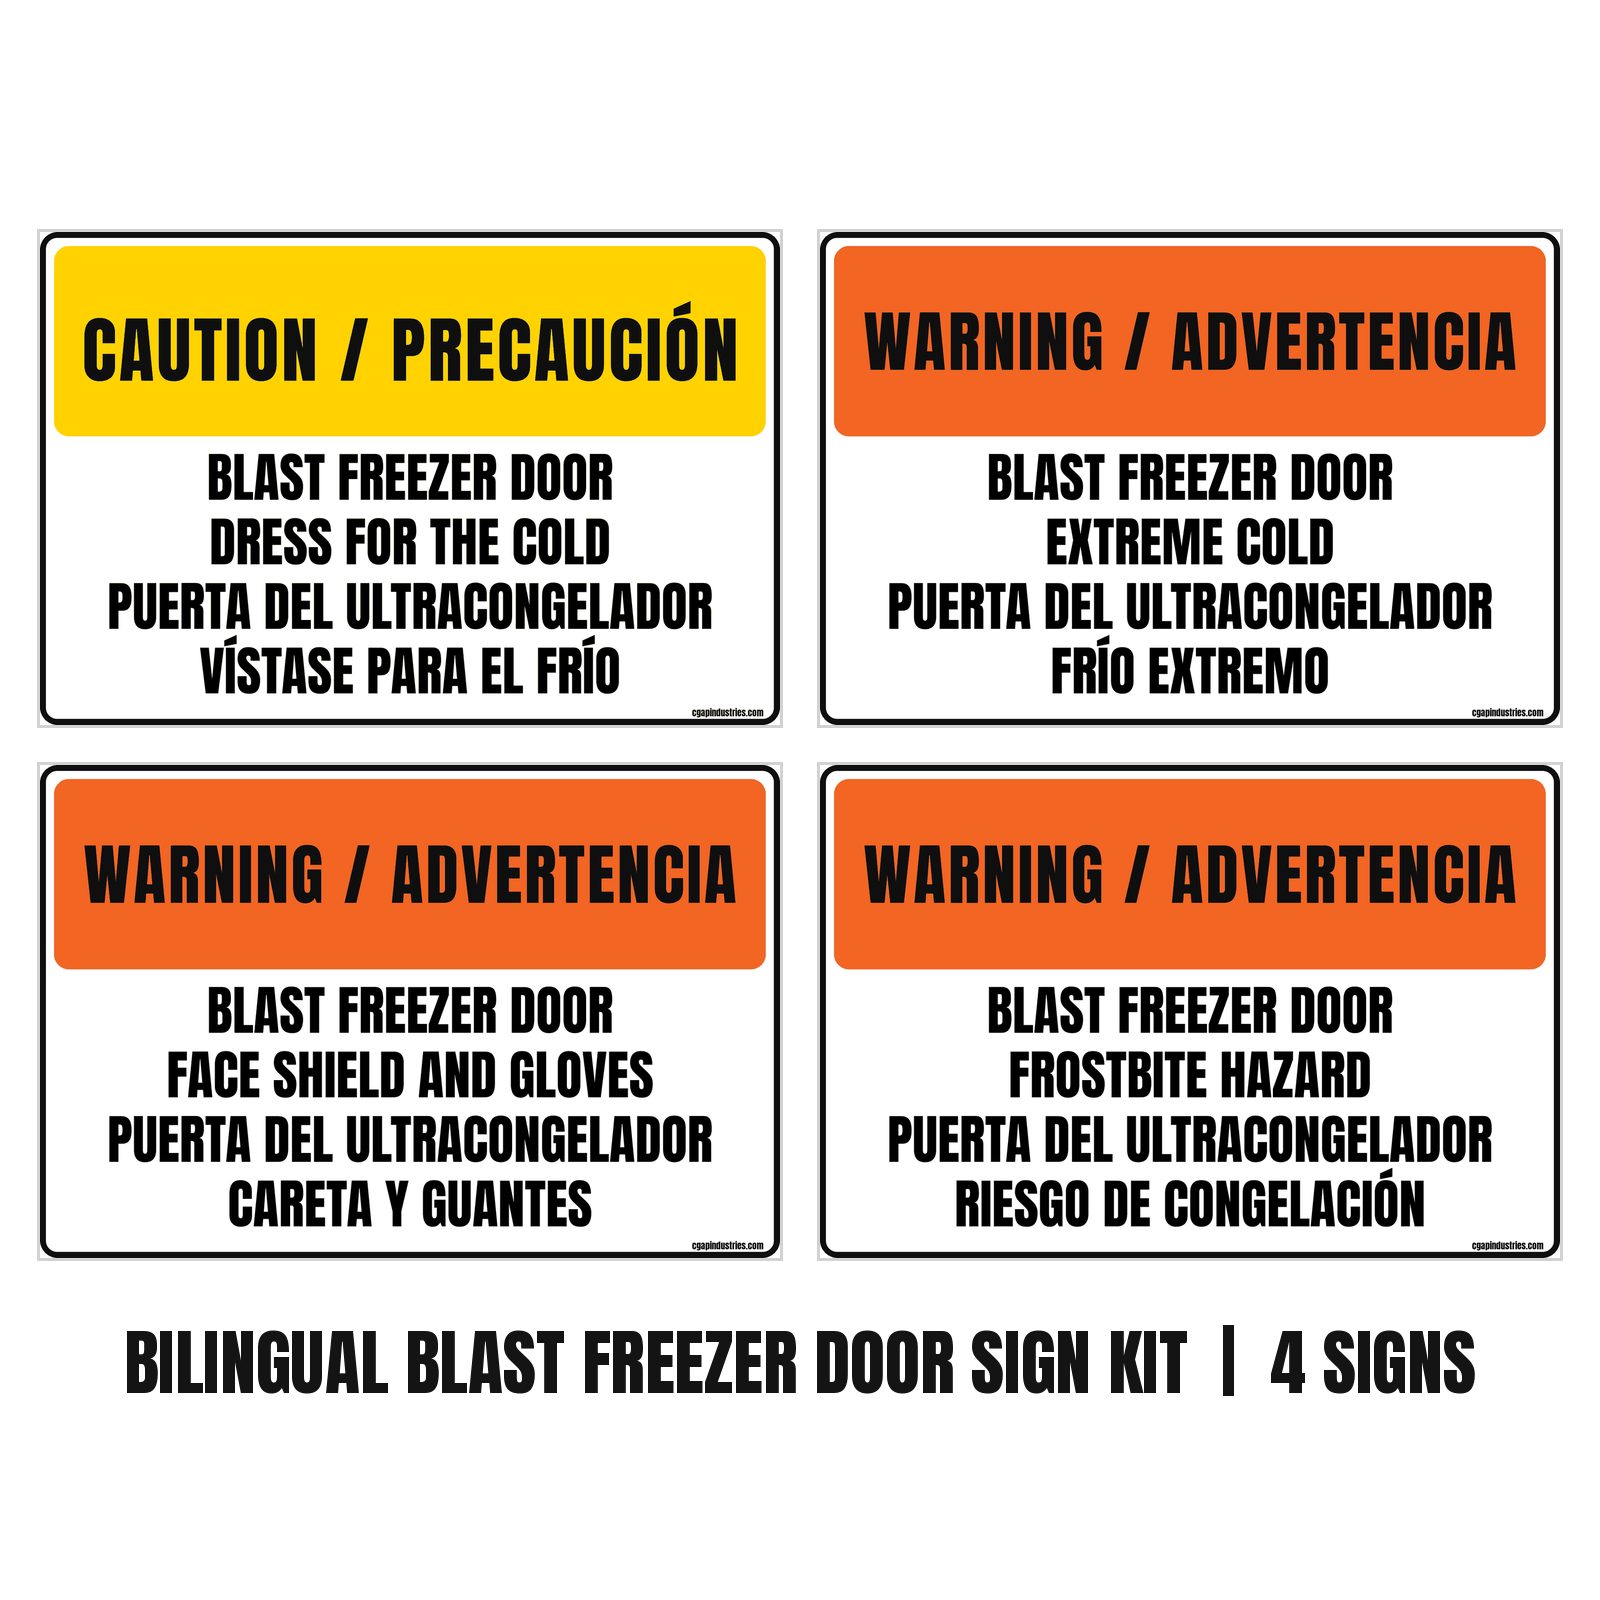 CAUTION / PRECAUCIÓN
BLAST FREEZER DOOR
DRESS FOR THE COLD
PUERTA DEL ULTRACONGELADOR
VÍSTASE PARA EL FRÍO
cgapindustries.com
WARNING / ADVERTENCIA
BLAST FREEZER DOOR
EXTREME COLD
PUERTA DEL ULTRACONGELADOR
FRÍO EXTREMO
cgapindustries.com
WARNING / ADVERTENCIA
BLAST FREEZER DOOR
FACE SHIELD AND GLOVES
PUERTA DEL ULTRACONGELADOR
CARETA Y GUANTES
cgapindustries.com
WARNING / ADVERTENCIA
BLAST FREEZER DOOR
FROSTBITE HAZARD
PUERTA DEL ULTRACONGELADOR
RIESGO DE CONGELACIÓN
cgapindustries.com
BILINGUAL BLAST FREEZER DOOR SIGN KIT | 4 SIGNS